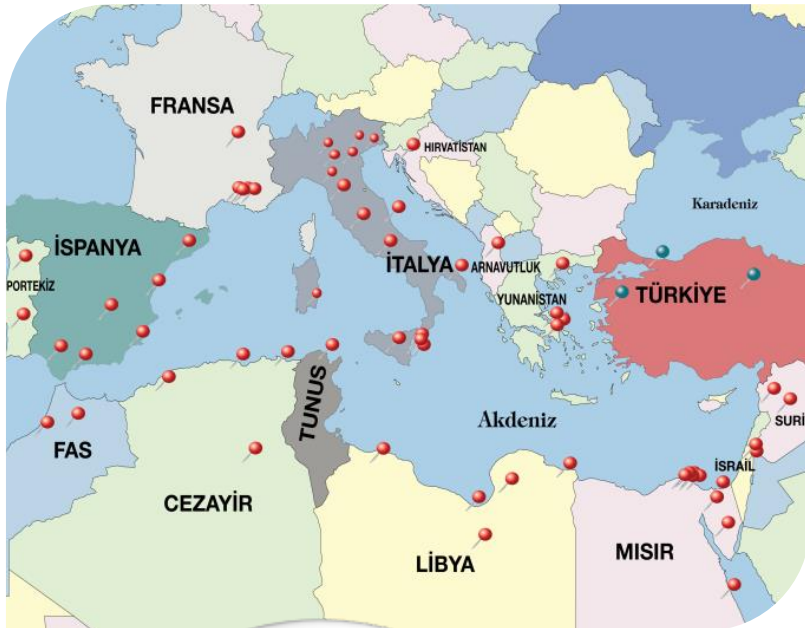 FRANSA
HIRVATİSTAN
Karadeniz
İSPANYA
İTALYA
ARNAVUTLUK
PORTEKİZ
YUNANİSTAN
TÜRKİYE
TUNUS
Akdeniz
SURİ
FAS
İSRAİL
CEZAYİR
LİBYA
MISIR